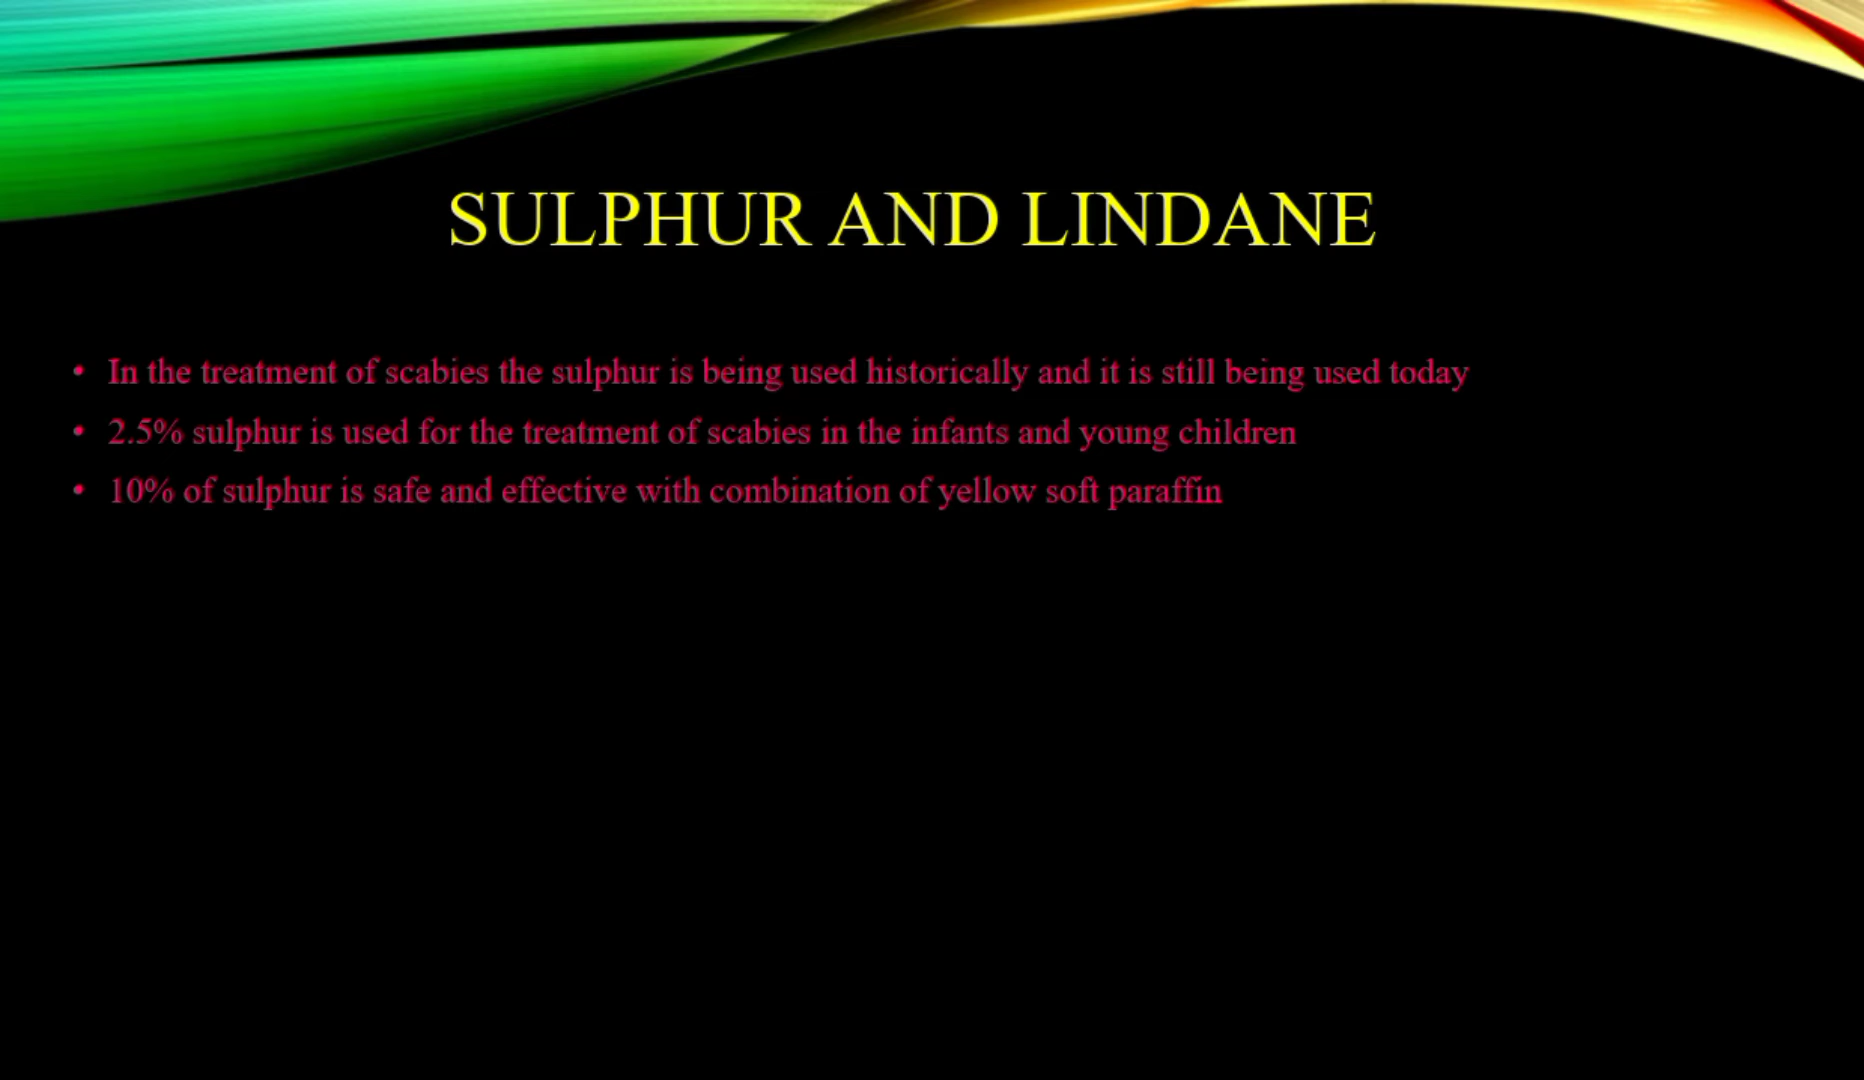 SULPHUR AND LINDANE
• In the treatment of scabies the sulphur is being used historically and it is still being used today
• 2.5% sulphur is used for the treatment of scabies in the infants and young children
• 10% of sulphur is safe and effective with combination of yellow soft paraffin